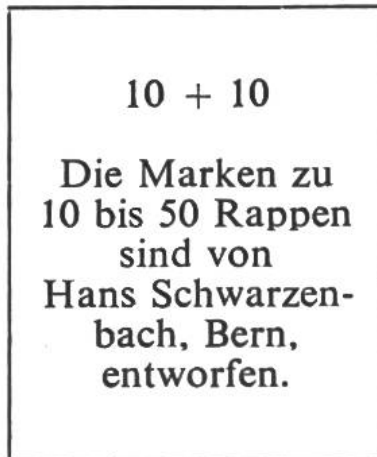 10 + 10
Die Marken zu
10 bis 50 Rappen
sind von
Hans Schwarzen-
bach, Bern,
entworfen.